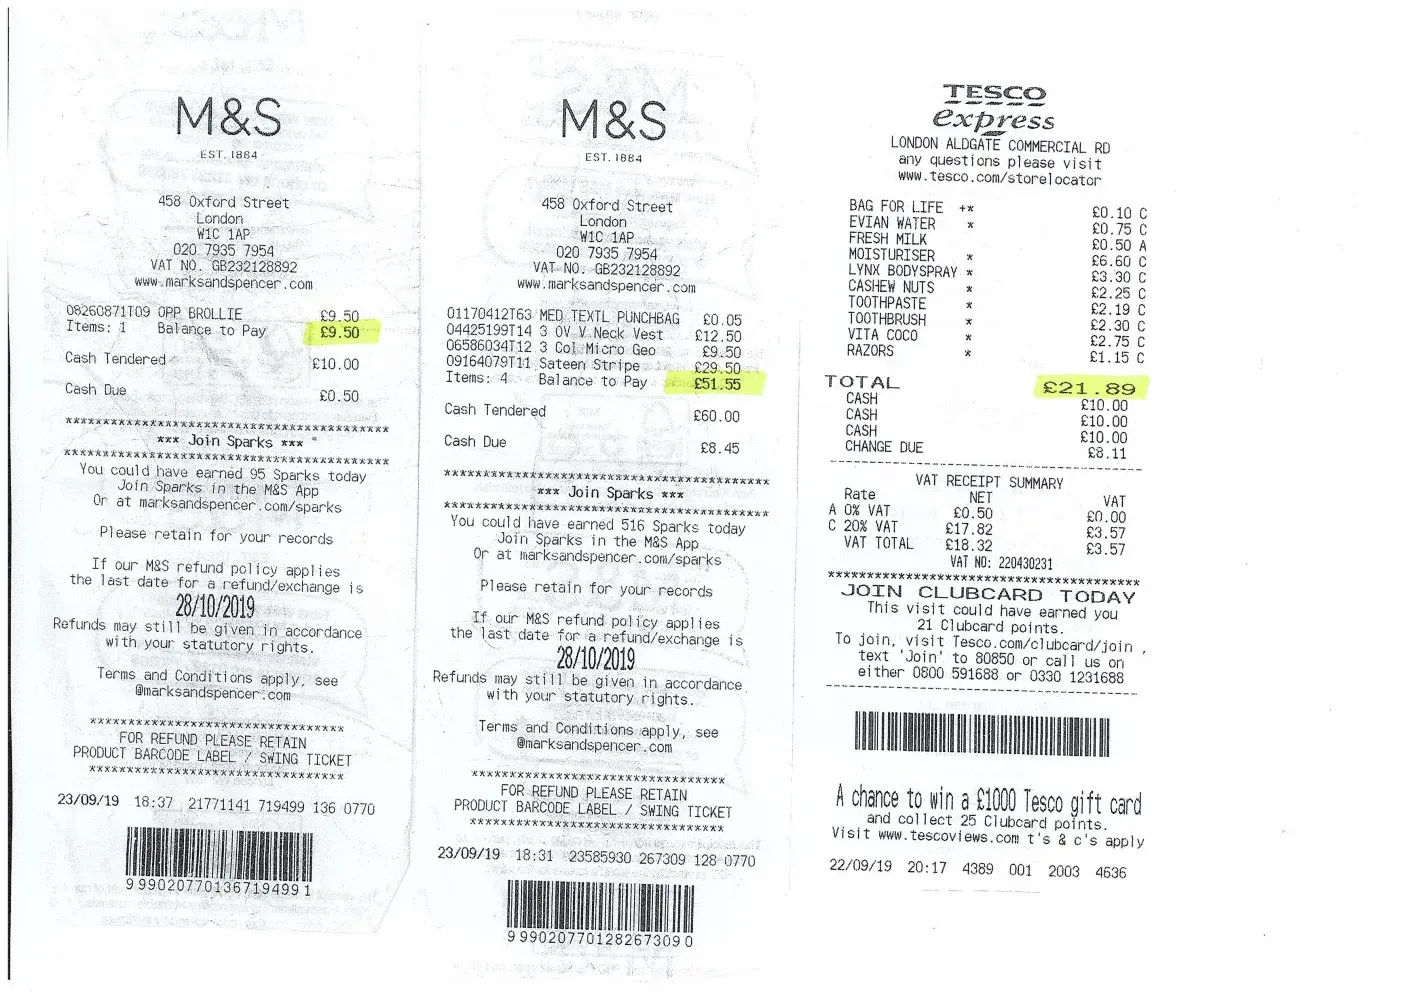 M&S
EST. 1884
458 Oxford Street
London
W1C 1AP
020 7935 7954
VAT NO. GB232128892
www.marksandspencer.com
08260871T09 OPP BROLLIE £9.50
Items: 1 Balance to Pay £9.50
Cash Tendered £10.00
Cash Due £0.50
******************************************
*** Join Sparks ***
******************************************
You could have earned 95 Sparks today
Join Sparks in the M&S App
Or at marksandspencer.com/sparks
Please retain for your records
If our M&S refund policy applies
the last date for a refund/exchange is
28/10/2019
Refunds may still be given in accordance
with your statutory rights.
Terms and Conditions apply, see
@marksandspencer.com
*********************************
FOR REFUND PLEASE RETAIN
PRODUCT BARCODE LABEL / SWING TICKET
*********************************
23/09/19 18:37 21771141 719499 136 0770
9990207701367194991
M&S
EST. 1884
458 Oxford Street
London
W1C 1AP
020 7935 7954
VAT NO. GB232128892
www.marksandspencer.com
01170412T63 MED TEXTL PUNCHBAG £0.05
04425199T14 3 OV V Neck Vest £12.50
06586034T12 3 Col Micro Geo £9.50
09164079T11 Sateen Stripe £29.50
Items: 4 Balance to Pay £51.55
Cash Tendered £60.00
Cash Due £8.45
******************************************
*** Join Sparks ***
******************************************
You could have earned 516 Sparks today
Join Sparks in the M&S App
Or at marksandspencer.com/sparks
Please retain for your records
If our M&S refund policy applies
the last date for a refund/exchange is
28/10/2019
Refunds may still be given in accordance
with your statutory rights.
Terms and Conditions apply, see
@marksandspencer.com
*********************************
FOR REFUND PLEASE RETAIN
PRODUCT BARCODE LABEL / SWING TICKET
*********************************
23/09/19 18:31 23585930 267309 128 0770
9990207701282673090
TESCO
express
LONDON ALDGATE COMMERCIAL RD
any questions please visit
www.tesco.com/storelocator
BAG FOR LIFE +* £0.10 C
EVIAN WATER * £0.75 C
FRESH MILK £0.50 A
MOISTURISER * £6.60 C
LYNX BODYSPRAY * £3.30 C
CASHEW NUTS * £2.25 C
TOOTHPASTE * £2.19 C
TOOTHBRUSH * £2.30 C
VITA COCO * £2.75 C
RAZORS * £1.15 C
TOTAL £21.89
CASH £10.00
CASH £10.00
CASH £10.00
CHANGE DUE £8.11
VAT RECEIPT SUMMARY
Rate NET VAT
A 0% VAT £0.50 £0.00
C 20% VAT £17.82 £3.57
VAT TOTAL £18.32 £3.57
VAT NO: 220430231
****************************************
JOIN CLUBCARD TODAY
This visit could have earned you
21 Clubcard points.
To join, visit Tesco.com/clubcard/join ,
text 'Join' to 80850 or call us on
either 0800 591688 or 0330 1231688
A chance to win a £1000 Tesco gift card
and collect 25 Clubcard points.
Visit www.tescoviews.com t's & c's apply
22/09/19 20:17 4389 001 2003 4636